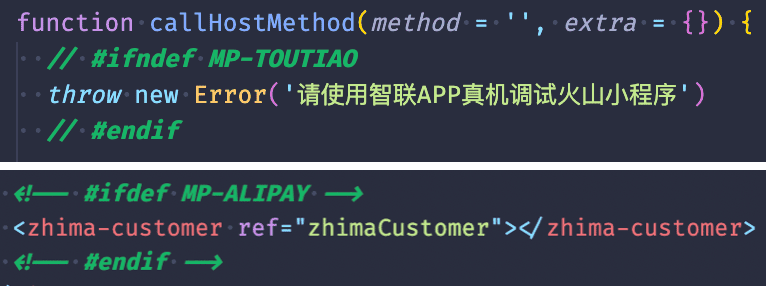 function callHostMethod(method = '', extra = {}) {
// #ifndef MP-TOUTIAO
throw new Error('请使用智联APP真机调试火山小程序')
// #endif
<!-- #ifdef MP-ALIPAY -->
<zhima-customer ref="zhimaCustomer"></zhima-customer>
<!-- #endif -->